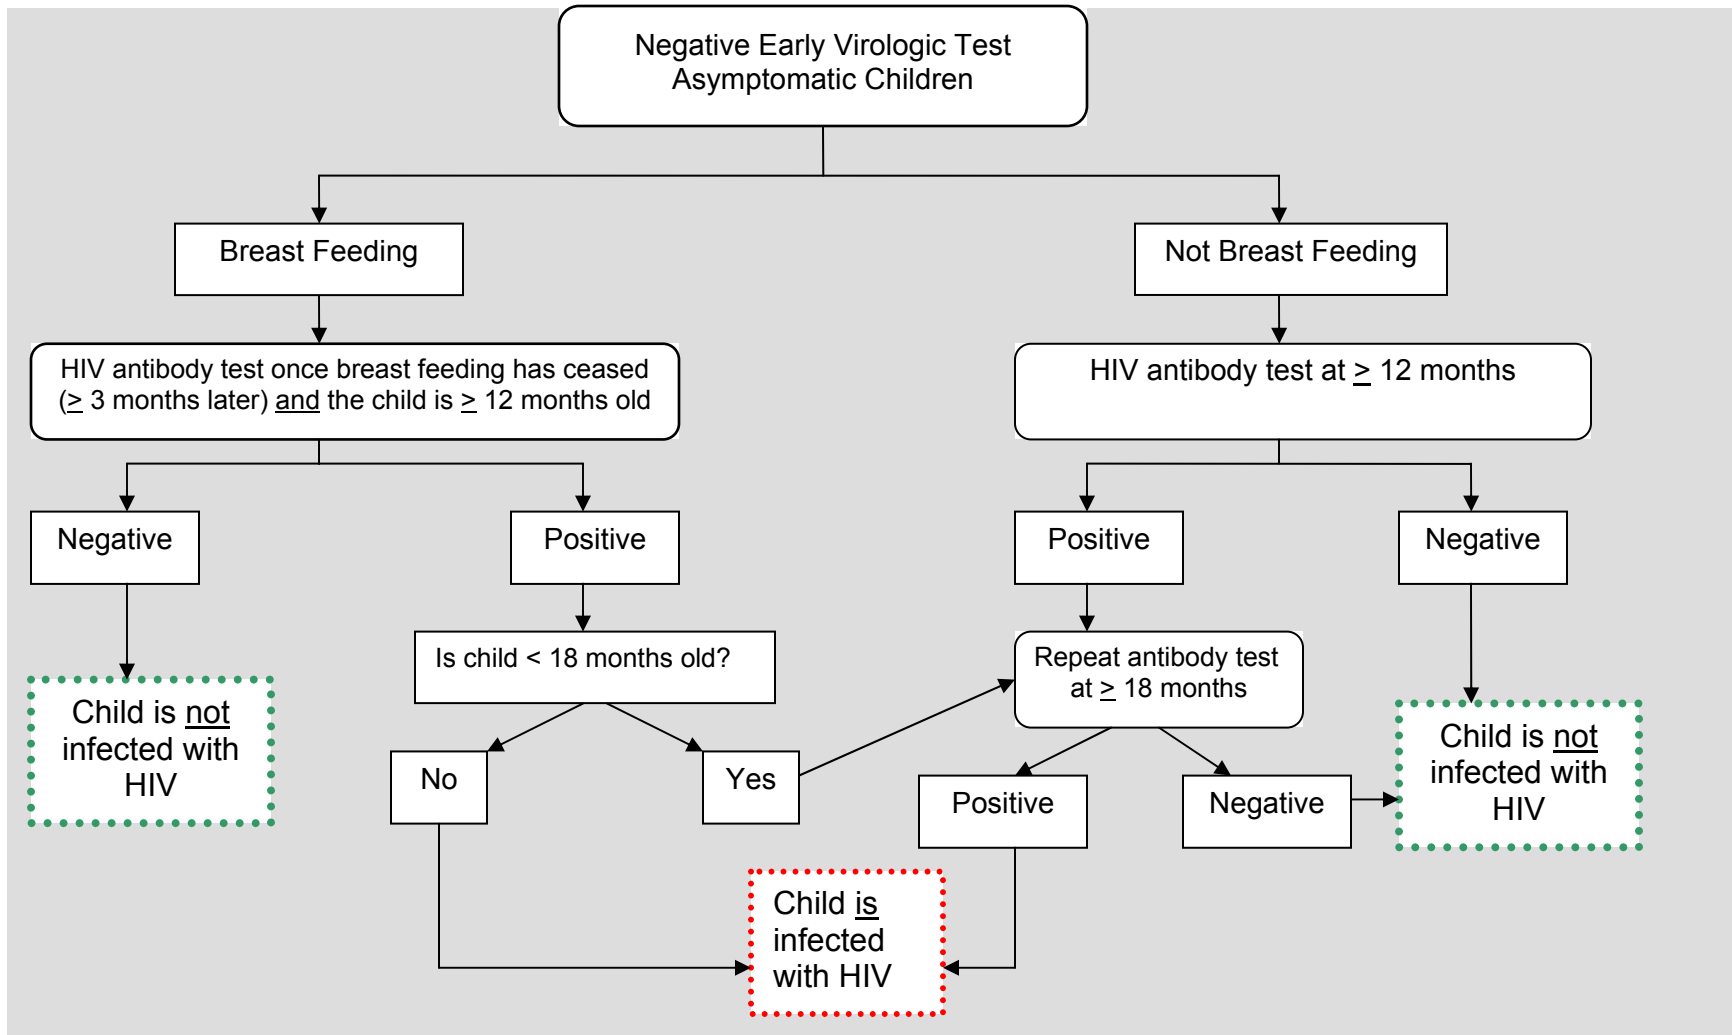 Negative Early Virologic Test
Asymptomatic Children
Breast Feeding
Not Breast Feeding
HIV antibody test once breast feeding has ceased
(≥ 3 months later) and the child is ≥ 12 months old
HIV antibody test at ≥ 12 months
Negative
Positive
Positive
Negative
Is child < 18 months old?
Repeat antibody test
at ≥ 18 months
Child is not
infected with
HIV
No
Yes
Positive
Negative
Child is not
infected with
HIV
Child is
infected
with HIV